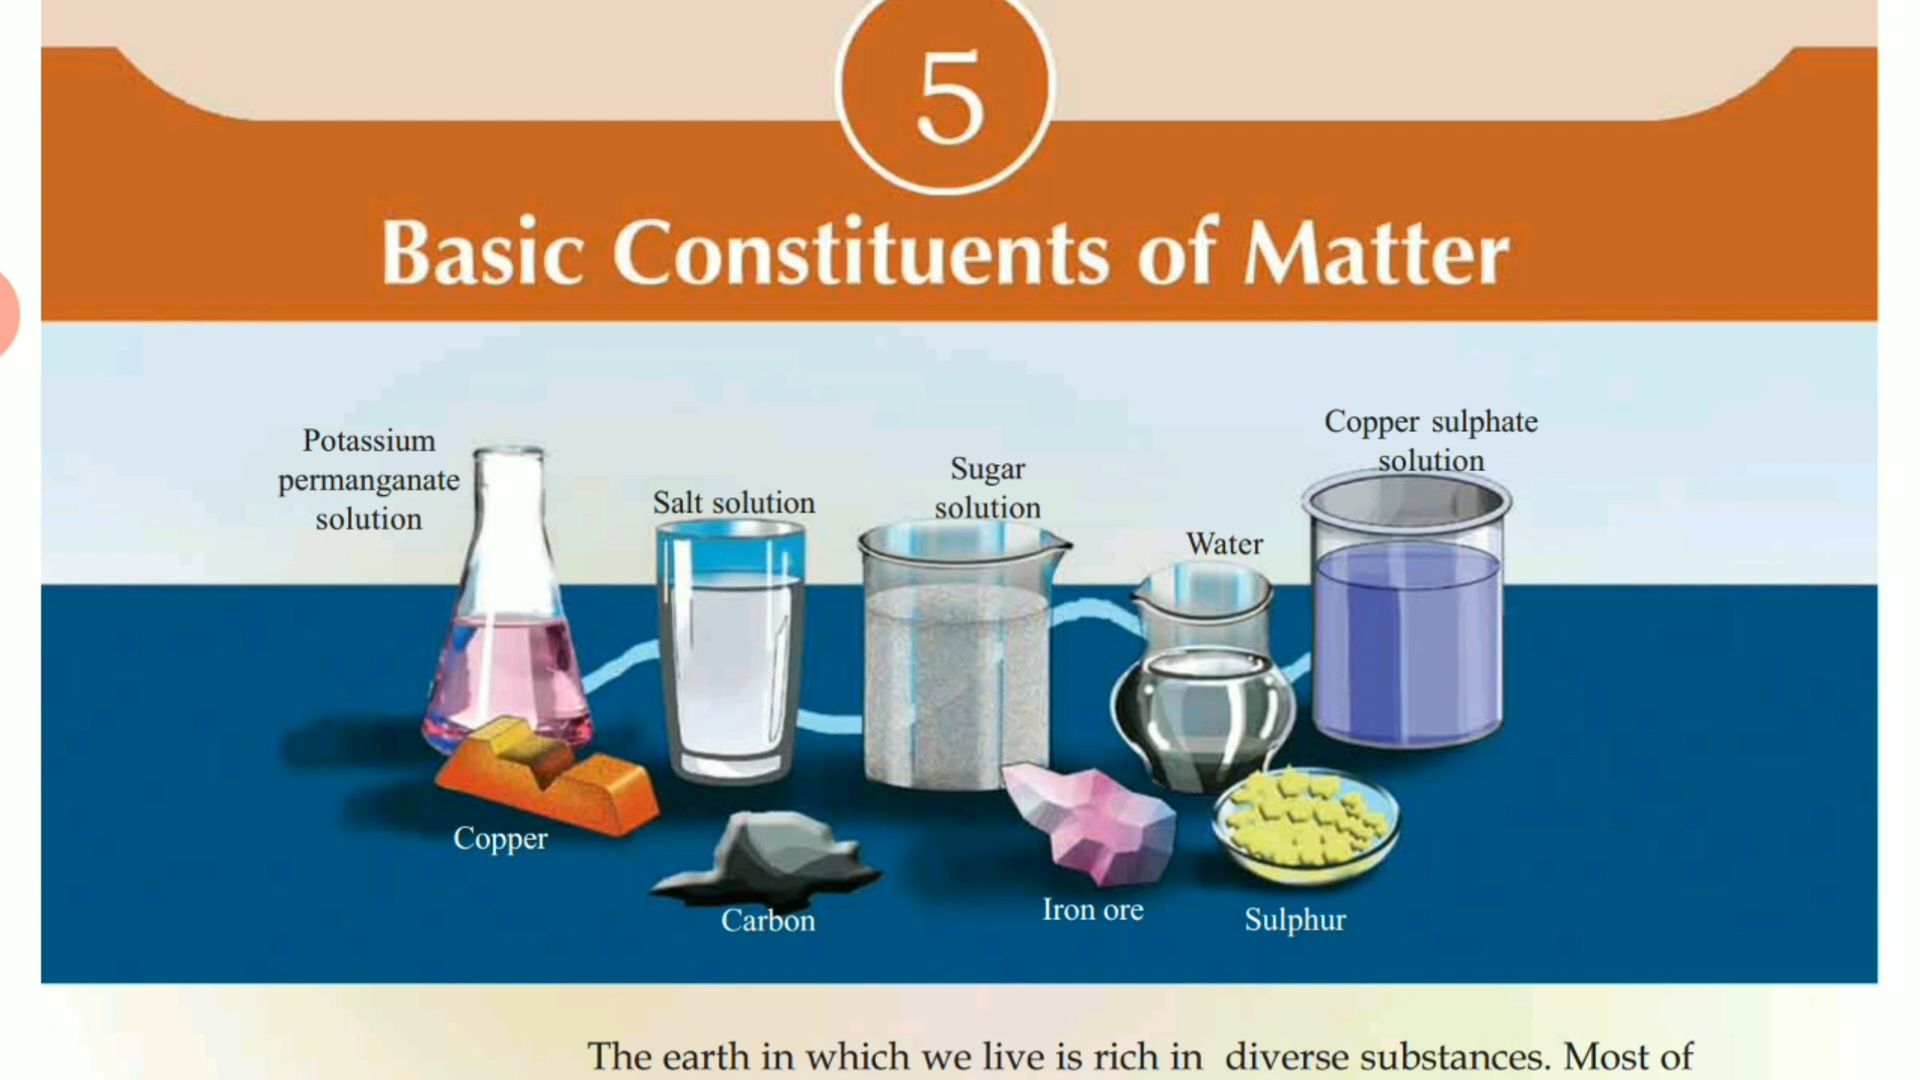 5
Basic Constituents of Matter
Potassium
permanganate
solution
Salt solution
Sugar
solution
Water
Copper sulphate
solution
Copper
Carbon
Iron ore
Sulphur
The earth in which we live is rich in diverse substances. Most of